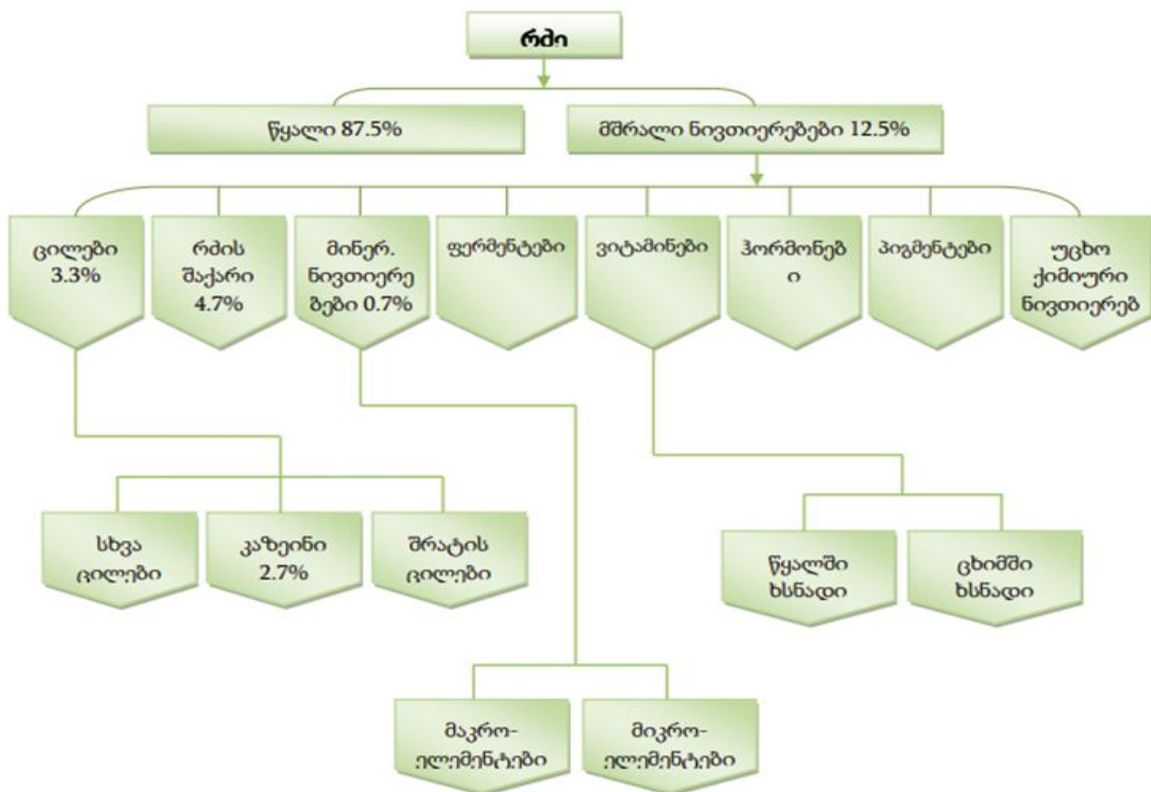 რძი
წყალი 87.5%
მშრალი ნივთიერებები 12.5%
ცილები
3.3%
რძის
შაქარი
4.7%
მინერ.
ნივთიერე
ბები 0.7%
ფერმენტები
ვიტამინები
ჰორმონებ
ი
პიგმენტები
უცხო
ქიმიური
ნივთიერებ
სხვა
ცილები
კაზეინი
2.7%
შრატის
ცილები
წყალში
ხსნადი
ცხიმში
ხსნადი
მაკრო-
ელემენტები
მიკრო-
ელემენტები